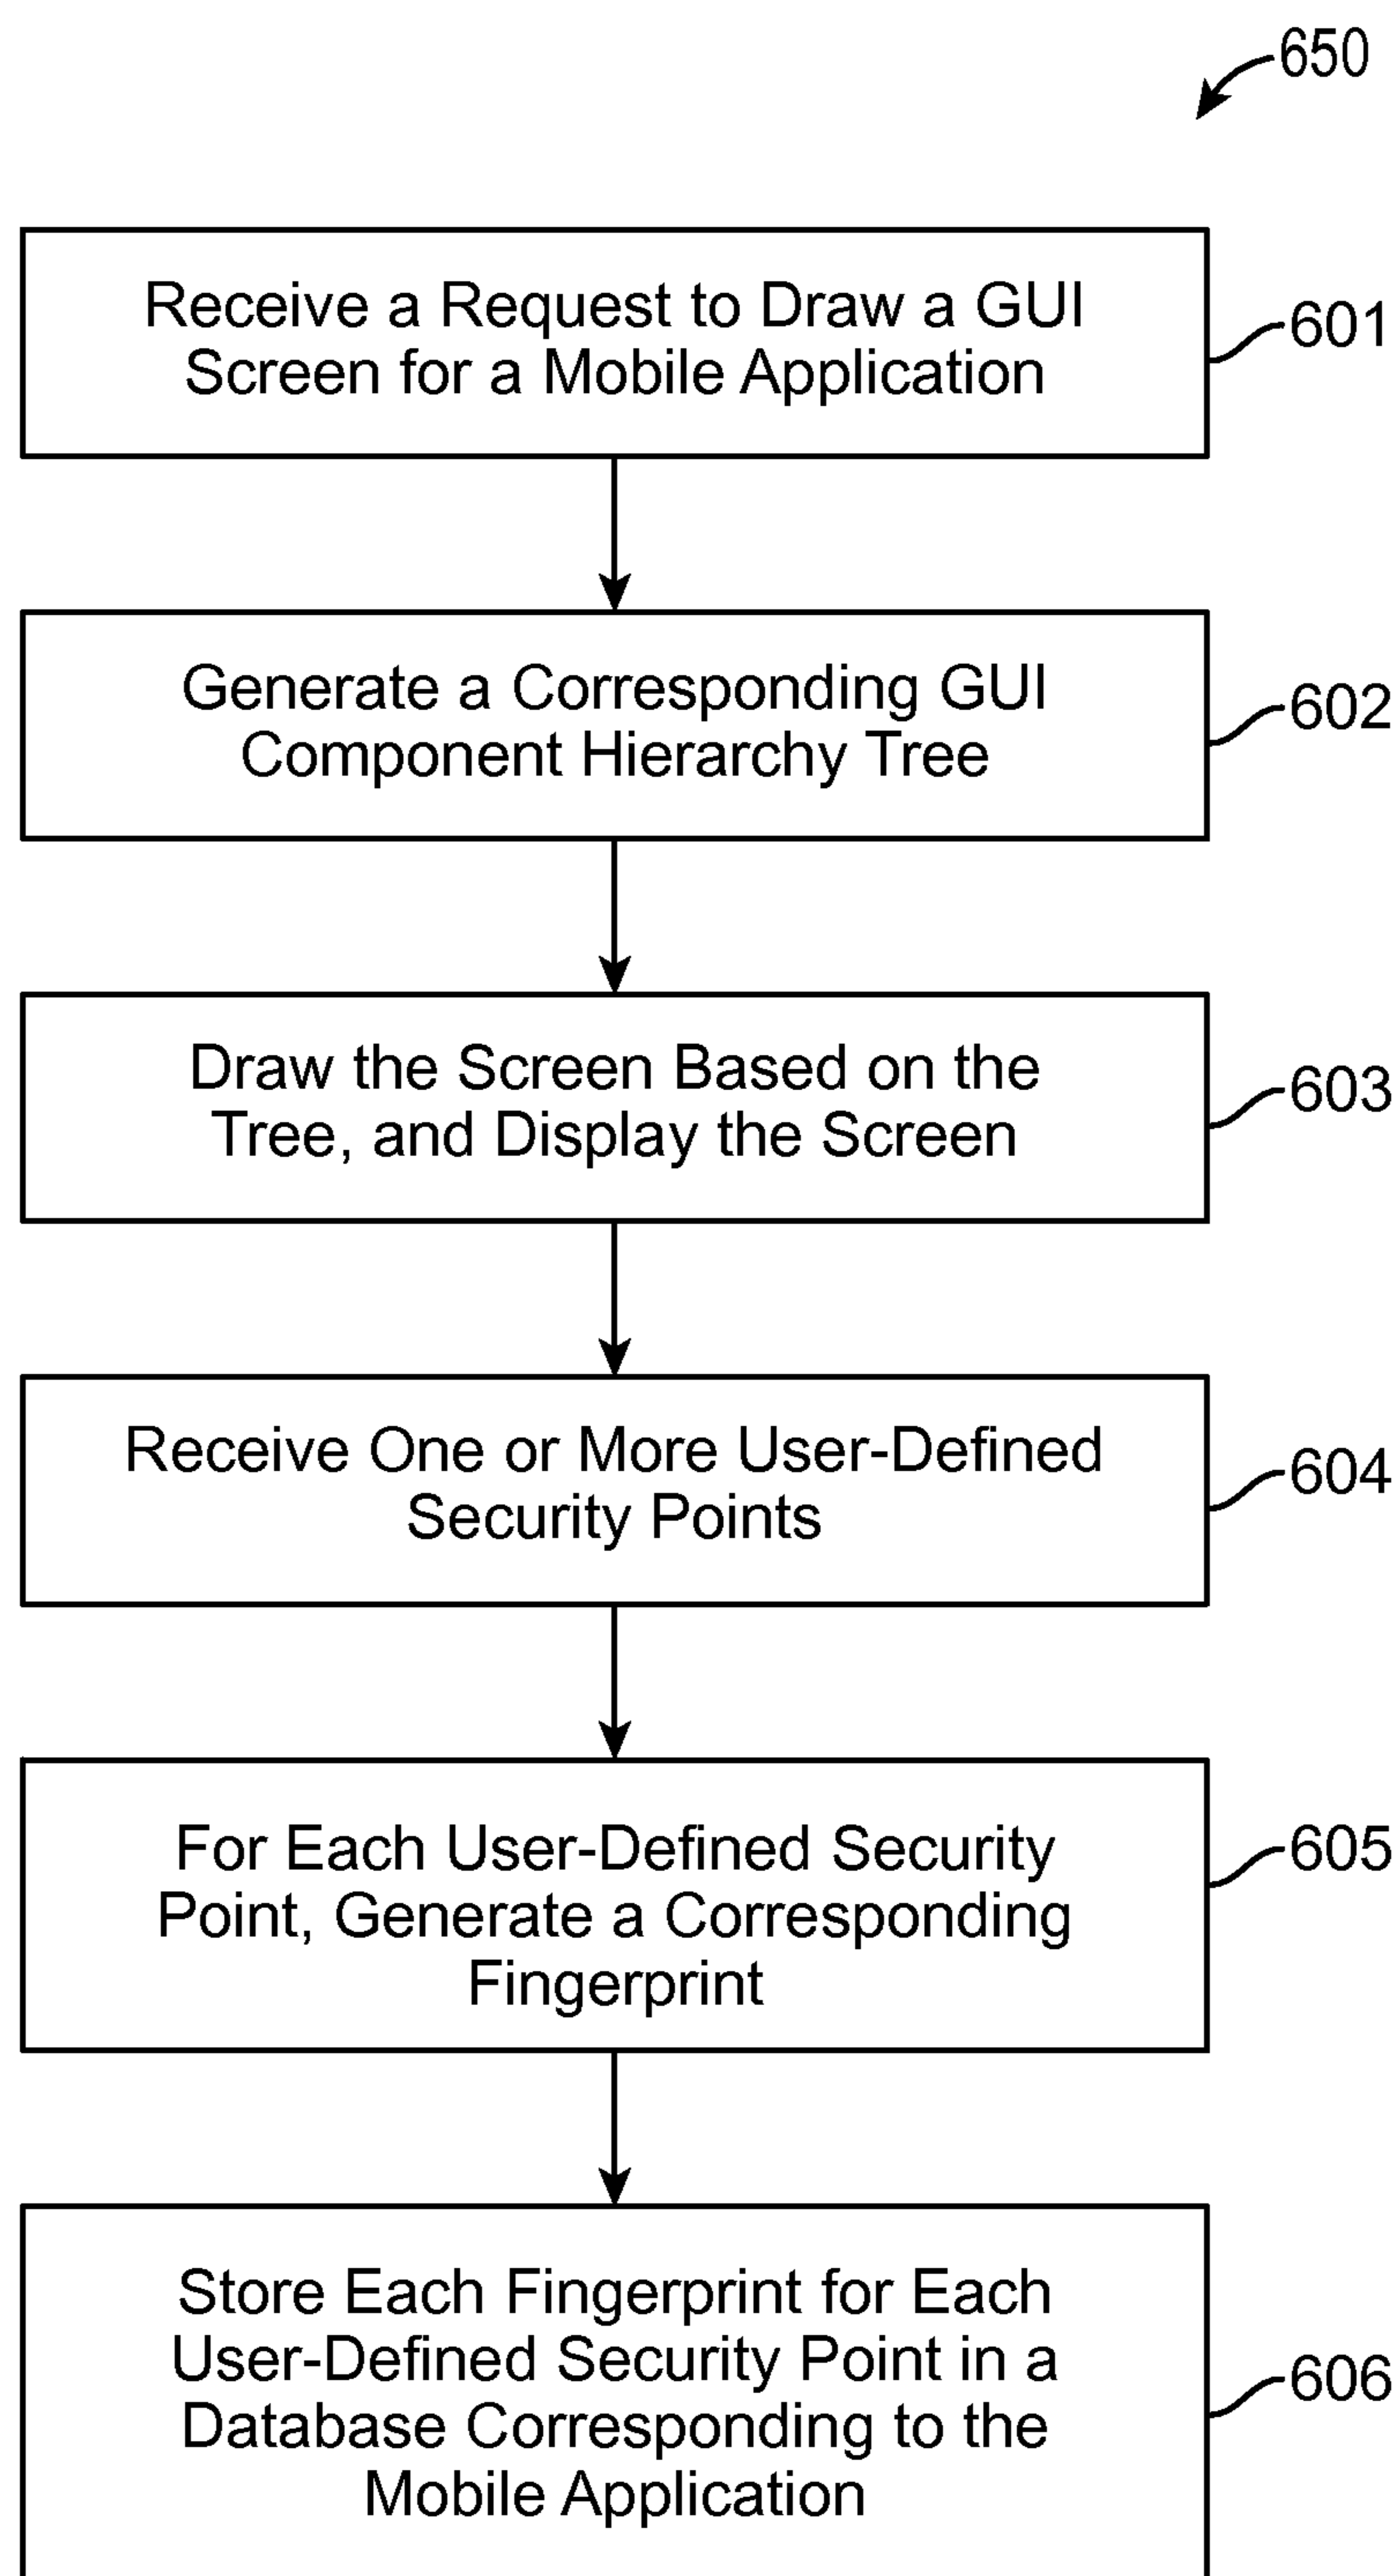 650
Receive a Request to Draw a GUI
Screen for a Mobile Application
601
Generate a Corresponding GUI
Component Hierarchy Tree
602
Draw the Screen Based on the
Tree, and Display the Screen
603
Receive One or More User-Defined
Security Points
604
For Each User-Defined Security
Point, Generate a Corresponding
Fingerprint
605
Store Each Fingerprint for Each
User-Defined Security Point in a
Database Corresponding to the
Mobile Application
606